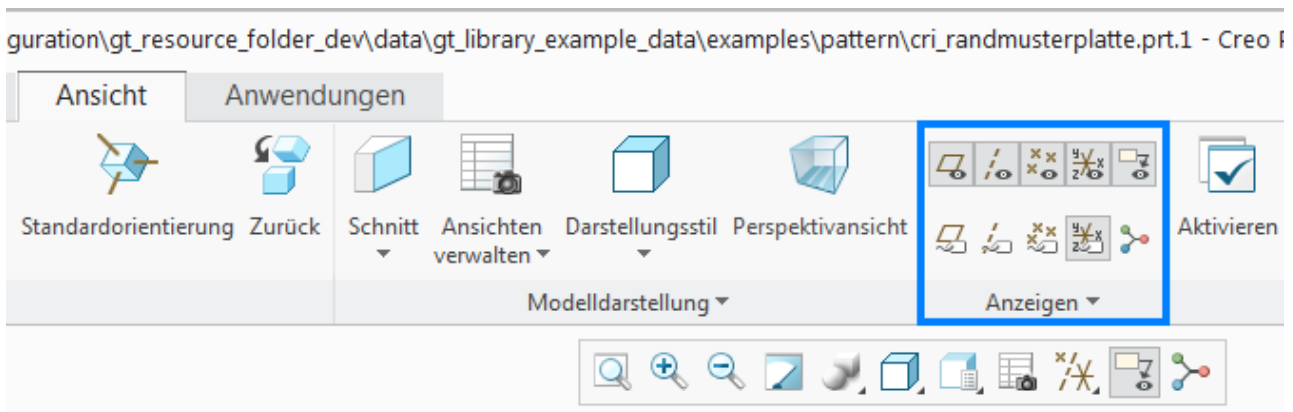 guration\gt_resource_folder_dev\data\gt_library_example_data\examples\pattern\cri_randmusterplatte.prt.1 - Creo
Ansicht Anwendungen
Standardorientierung Zurück Schnitt Ansichten verwalten Darstellungsstil Perspektivansicht Aktivieren
Modelldarstellung Anzeigen